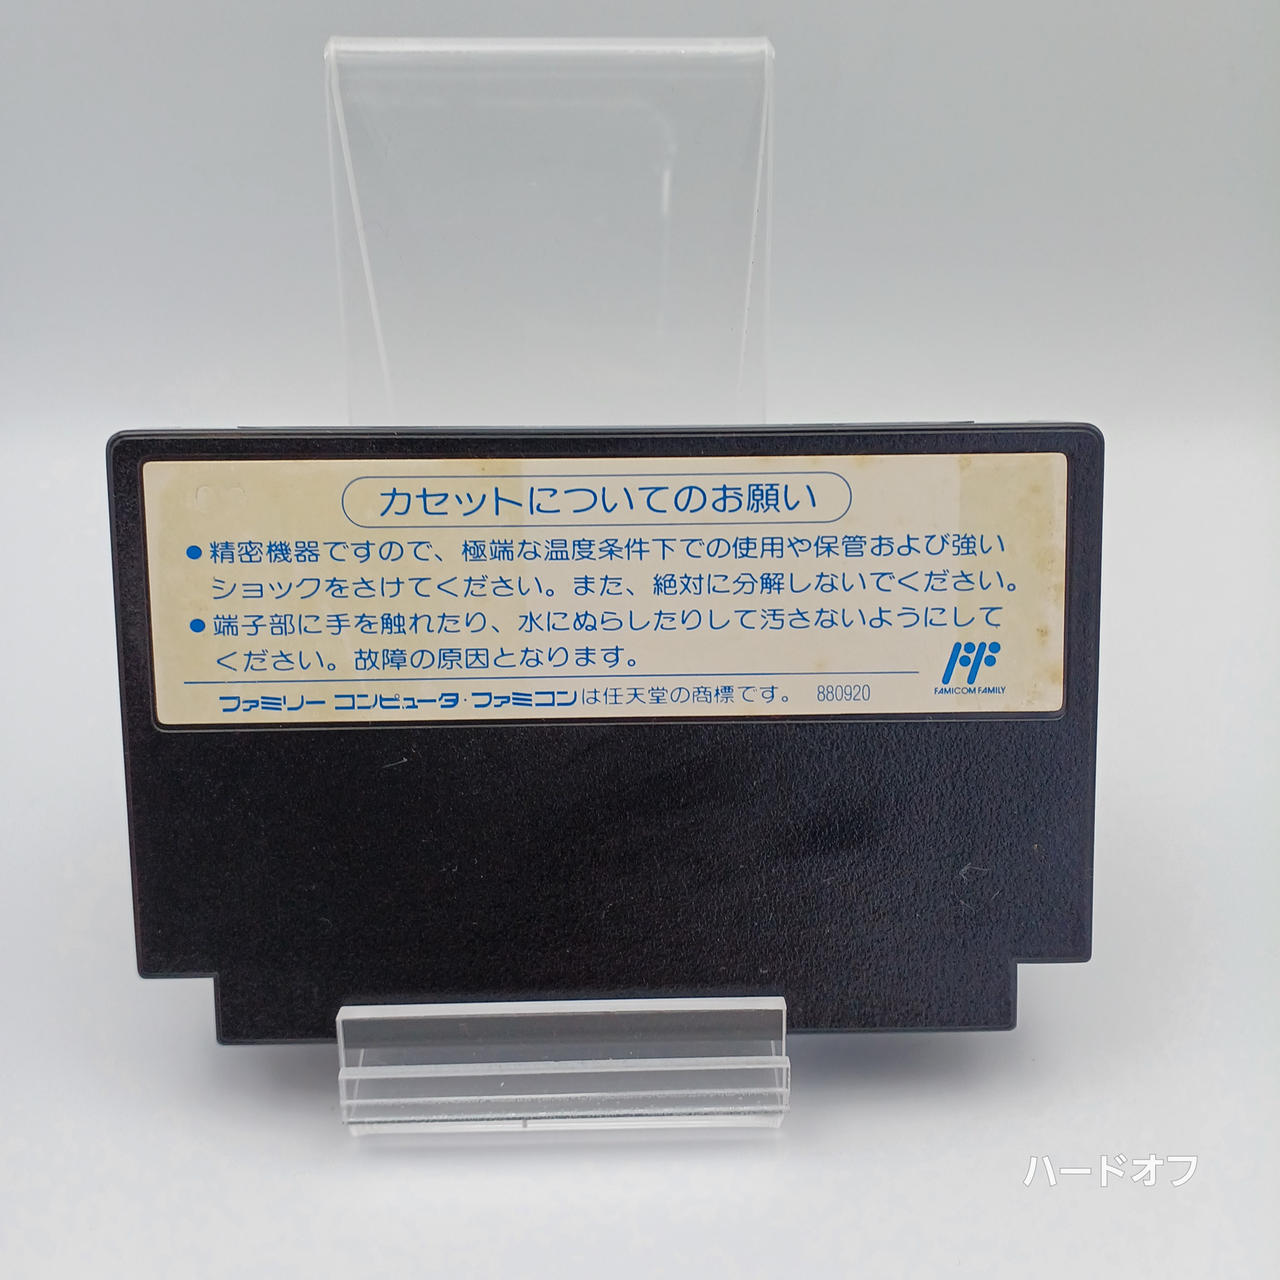 カセットについてのお願い
●精密機器ですので、極端な温度条件下での使用や保管および強い
ショックをさけてください。また、絶対に分解しないでください。
●端子部に手を触れたり、水にぬらしたりして汚さないようにして
ください。故障の原因となります。
FAMICOM FAMILY
ファミリー コンピュータ・ファミコンは任天堂の商標です。 880920
ハードオフ